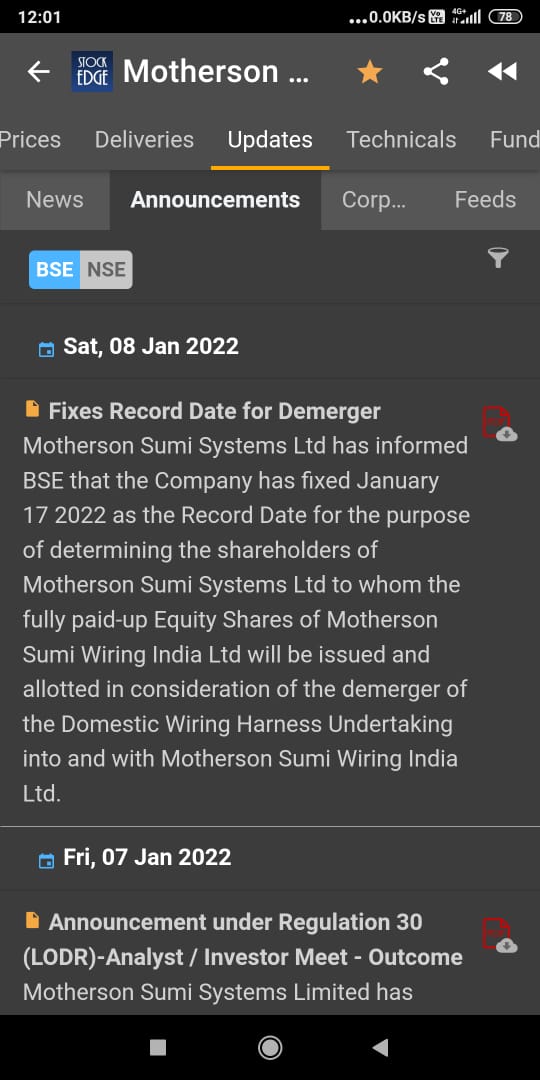 12:01
...0.0KB/s Vo LTE 4G+ 78
STOCK EDGE Motherson ...
Prices Deliveries Updates Technicals Fund
News Announcements Corp... Feeds
BSE NSE
Sat, 08 Jan 2022
Fixes Record Date for Demerger
Motherson Sumi Systems Ltd has informed
BSE that the Company has fixed January
17 2022 as the Record Date for the purpose
of determining the shareholders of
Motherson Sumi Systems Ltd to whom the
fully paid-up Equity Shares of Motherson
Sumi Wiring India Ltd will be issued and
allotted in consideration of the demerger of
the Domestic Wiring Harness Undertaking
into and with Motherson Sumi Wiring India
Ltd.
Fri, 07 Jan 2022
Announcement under Regulation 30
(LODR)-Analyst / Investor Meet - Outcome
Motherson Sumi Systems Limited has